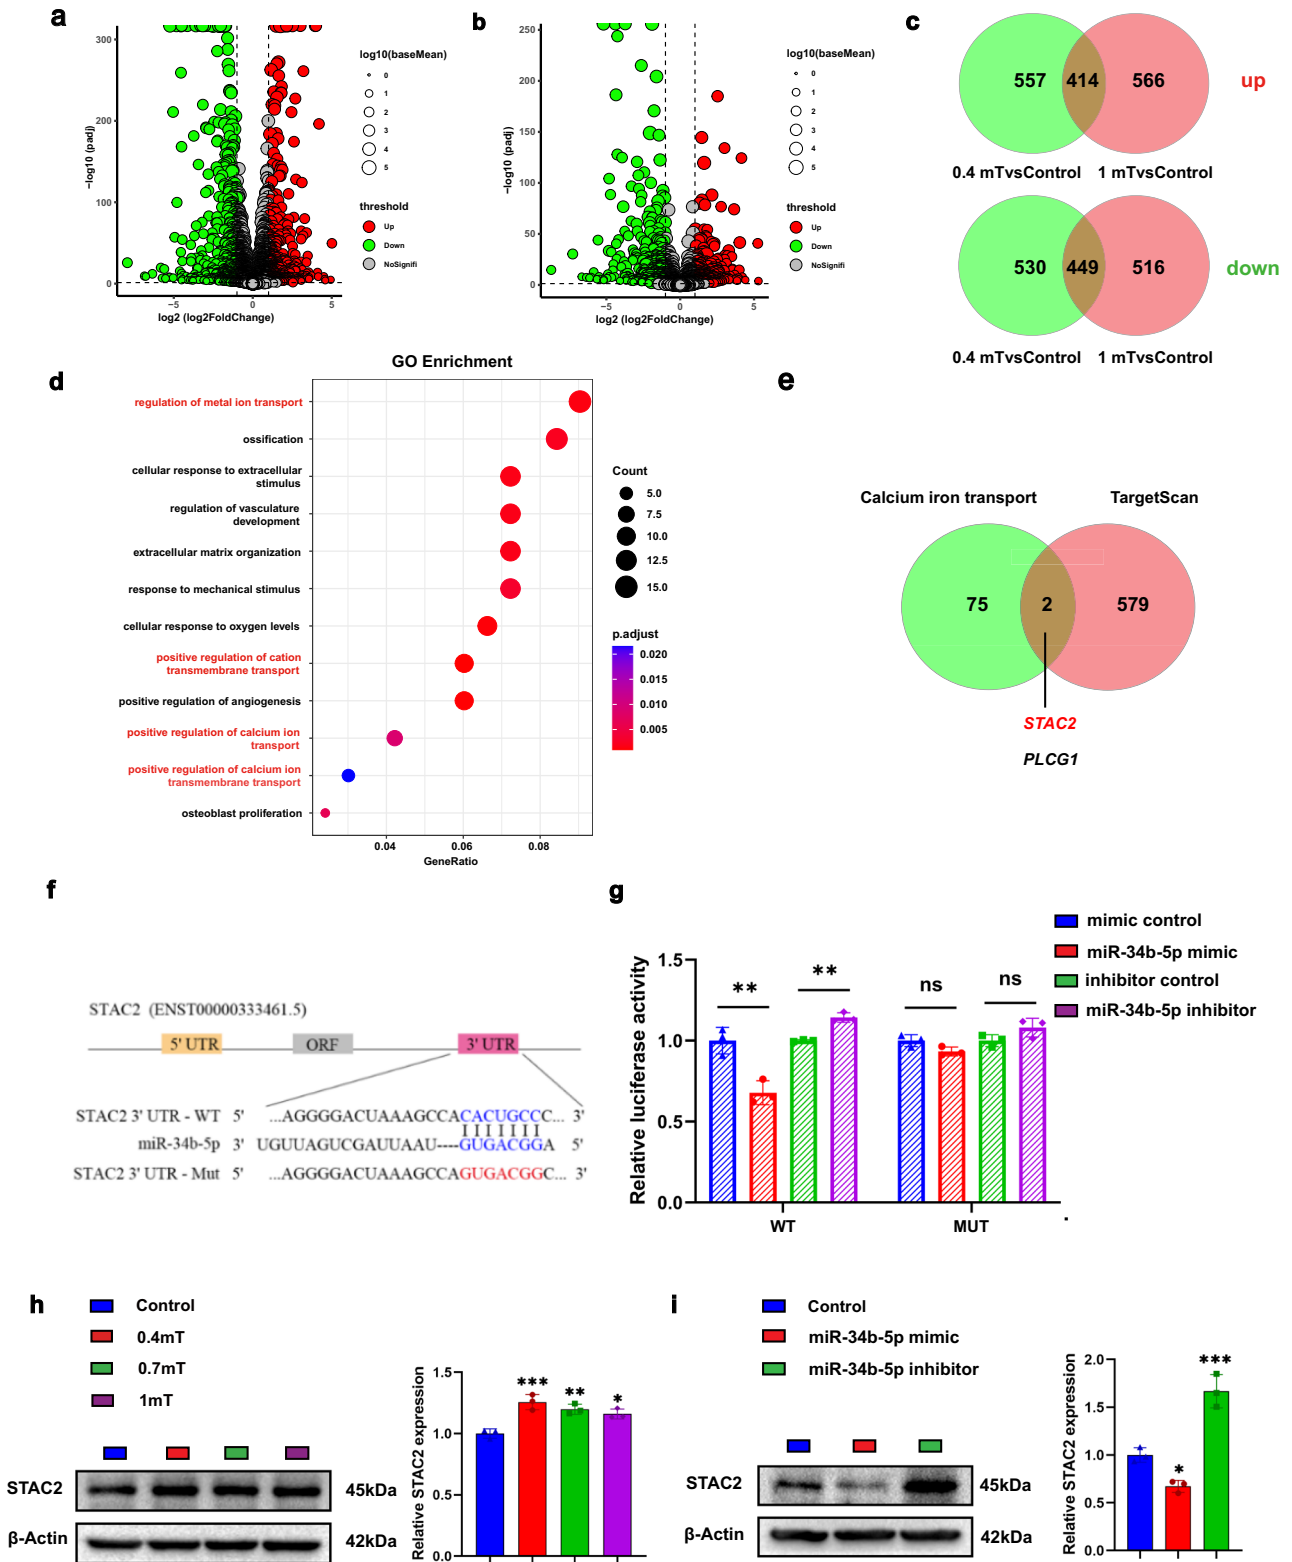 a
300
200
100
0
−log10 (padj)
−5
0
5
log2 (log2FoldChange)
log10(baseMean)
0
1
2
3
4
5
threshold
Up
Down
NoSignifi
b
250
200
150
100
50
0
−log10 (padj)
−5
0
5
log2 (log2FoldChange)
log10(baseMean)
0
1
2
3
4
5
threshold
Up
Down
NoSignifi
c
557 414 566
up
0.4 mTvsControl 1 mTvsControl
530 449 516
down
0.4 mTvsControl 1 mTvsControl
d
GO Enrichment
regulation of metal ion transport
ossification
cellular response to extracellular
stimulus
regulation of vasculature
development
extracellular matrix organization
response to mechanical stimulus
cellular response to oxygen levels
positive regulation of cation
transmembrane transport
positive regulation of angiogenesis
positive regulation of calcium ion
transport
positive regulation of calcium ion
transmembrane transport
osteoblast proliferation
0.04 0.06 0.08
GeneRatio
Count
5.0
7.5
10.0
12.5
15.0
p.adjust
0.020
0.015
0.010
0.005
e
Calcium iron transport TargetScan
75 2 579
STAC2
PLCG1
f
STAC2 (ENST00000333461.5)
5' UTR ORF 3' UTR
STAC2 3' UTR - WT 5' ...AGGGGACUAAAGCCACACUGCCC... 3'
miR-34b-5p 3' UGUUAGUCGAUUAAU----GUGACGGA 5'
STAC2 3' UTR - Mut 5' ...AGGGGACUAAAGCCAGUGACGGC... 3'
g
mimic control
miR-34b-5p mimic
inhibitor control
miR-34b-5p inhibitor
Relative luciferase activity
1.5
1.0
0.5
0.0
** ** ns ns
WT MUT
h
Control
0.4mT
0.7mT
1mT
STAC2 45kDa
β-Actin 42kDa
Relative STAC2 expression
1.5
1.0
0.5
0.0
*** ** *
i
Control
miR-34b-5p mimic
miR-34b-5p inhibitor
STAC2 45kDa
β-Actin 42kDa
Relative STAC2 expression
2.0
1.5
1.0
0.5
0.0
* ***